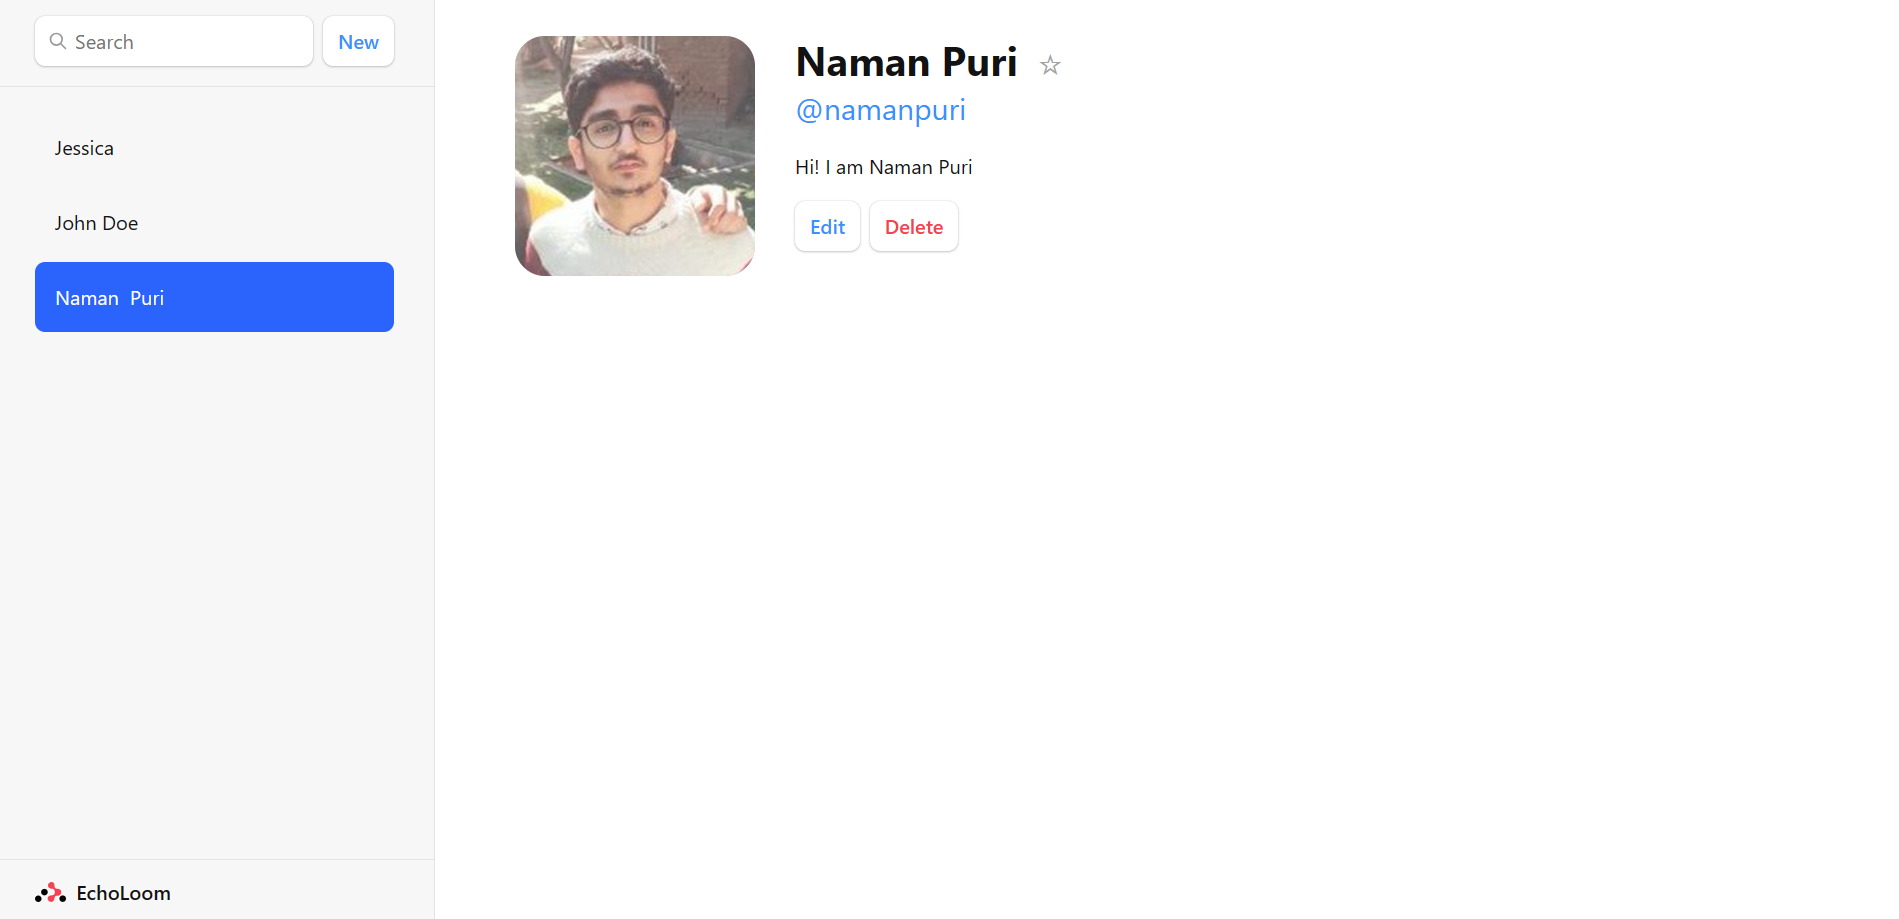 Search
New
Jessica
John Doe
Naman Puri
EchoLoom
Naman Puri ☆
@namanpuri
Hi! I am Naman Puri
Edit
Delete